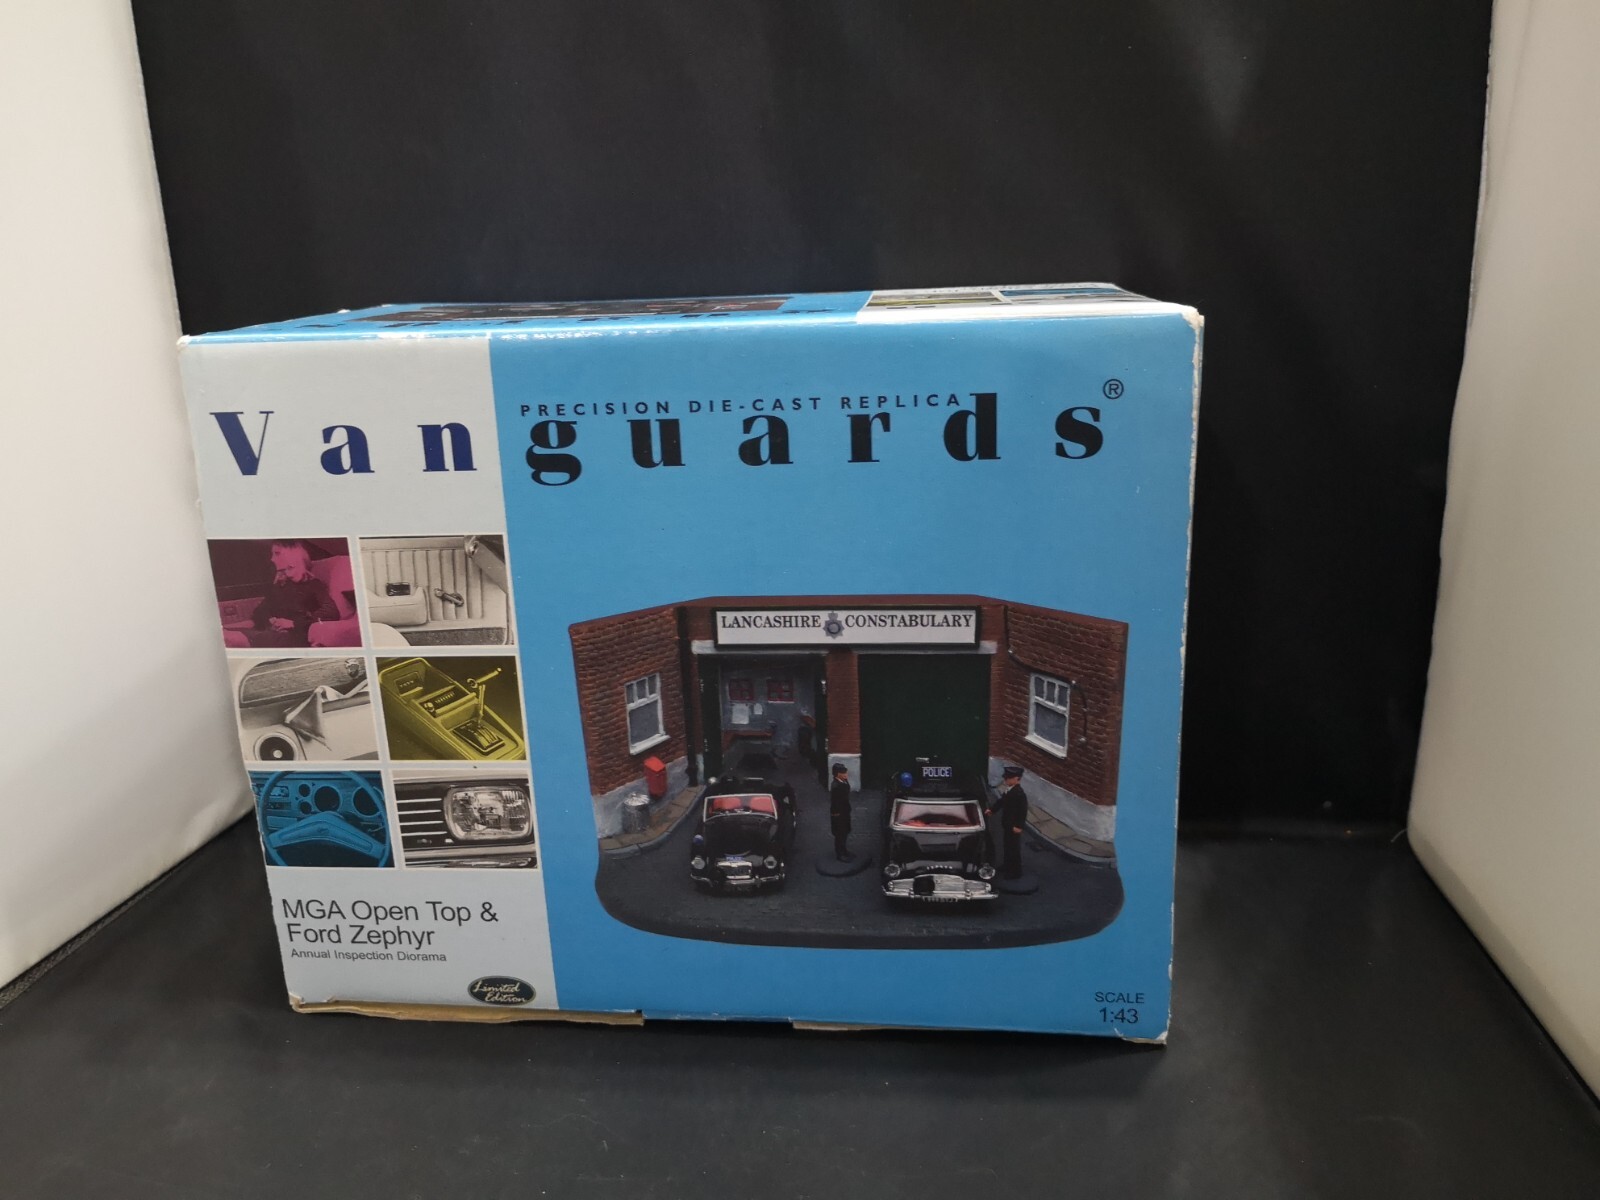 PRECISION DIE-CAST REPLICA
Vanguards®
LANCASHIRE CONSTABULARY
POLICE
POLICE
MGA Open Top &
Ford Zephyr
Annual Inspection Diorama
Limited
Edition
SCALE
1:43